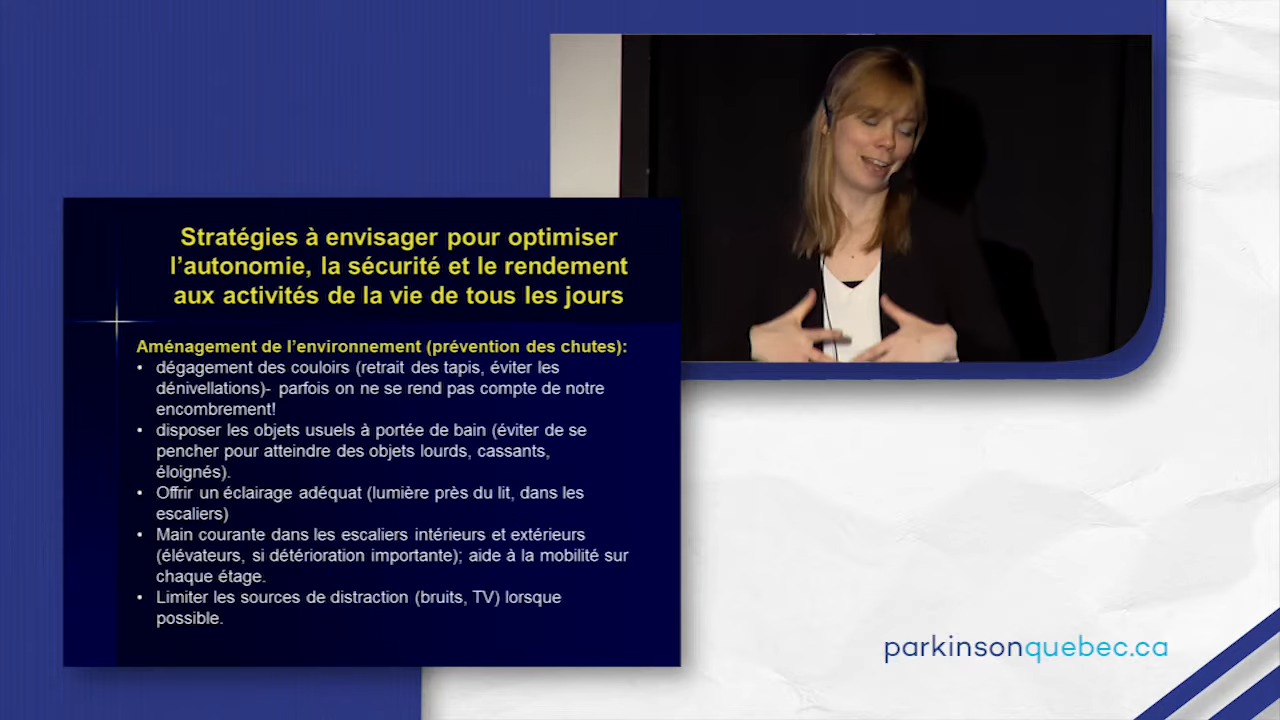 Stratégies à envisager pour optimiser
l’autonomie, la sécurité et le rendement
aux activités de la vie de tous les jours
Aménagement de l’environnement (prévention des chutes):
• dégagement des couloirs (retrait des tapis, éviter les
dénivellations)- parfois on ne se rend pas compte de notre
encombrement!
• disposer les objets usuels à portée de bain (éviter de se
pencher pour atteindre des objets lourds, cassants,
éloignés).
• Offrir un éclairage adéquat (lumière près du lit, dans les
escaliers)
• Main courante dans les escaliers intérieurs et extérieurs
(élévateurs, si détérioration importante); aide à la mobilité sur
chaque étage.
• Limiter les sources de distraction (bruits, TV) lorsque
possible.
parkinsonquebec.ca